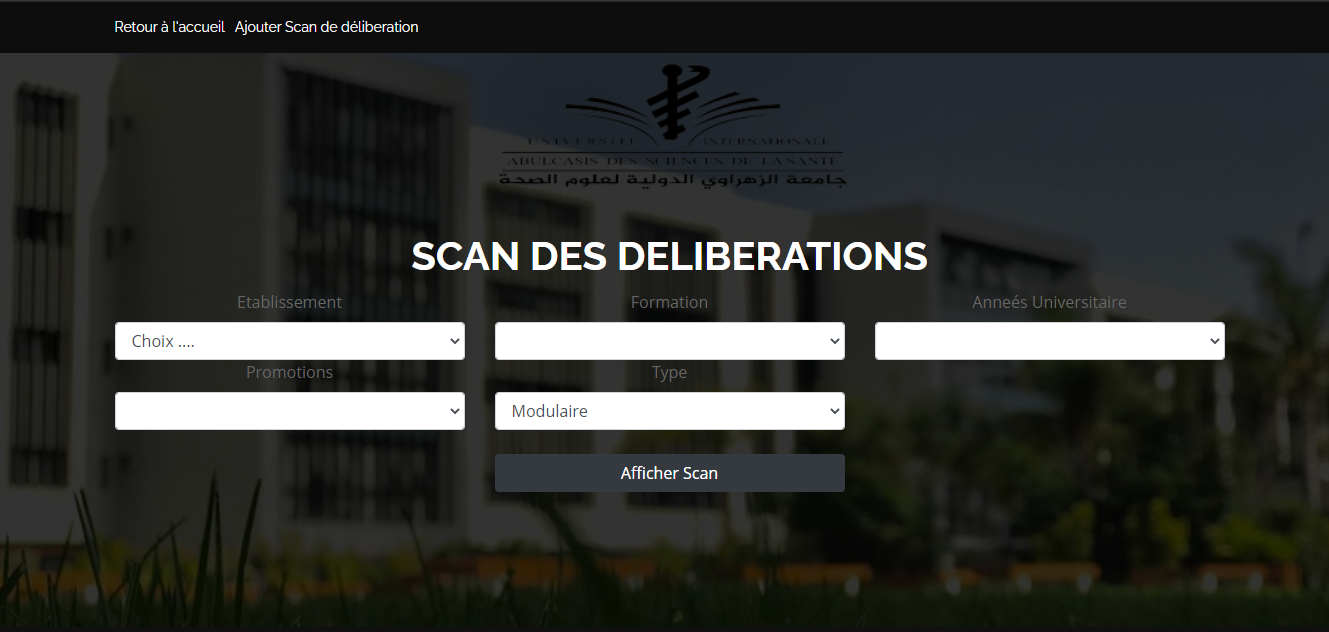 Retour à l'accueil Ajouter Scan de déliberation
UNIVERSITE INTERNATIONALE
ABULCASIS DES SCIENCES DE LA SANTE
جامعة الزهراوي الدولية لعلوم الصحة
SCAN DES DELIBERATIONS
Etablissement Formation Anneés Universitaire
Choix ....
Promotions Type
Modulaire
Afficher Scan